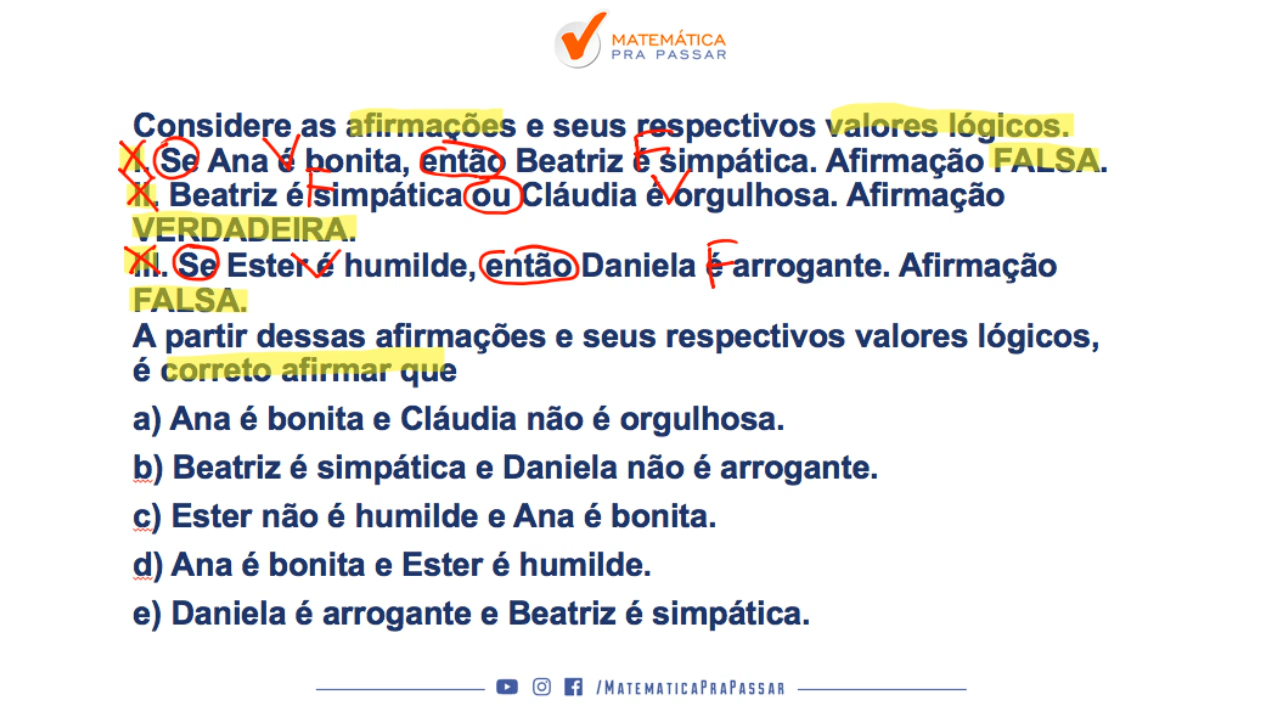 MATEMÁTICA
PRA PASSAR
Considere as afirmações e seus respectivos valores lógicos.
V F
I. Se Ana é bonita, então Beatriz é simpática. Afirmação FALSA.
F V
II. Beatriz é simpática ou Cláudia é orgulhosa. Afirmação
VERDADEIRA.
V F
III. Se Ester é humilde, então Daniela é arrogante. Afirmação
FALSA.
A partir dessas afirmações e seus respectivos valores lógicos,
é correto afirmar que
a) Ana é bonita e Cláudia não é orgulhosa.
b) Beatriz é simpática e Daniela não é arrogante.
c) Ester não é humilde e Ana é bonita.
d) Ana é bonita e Ester é humilde.
e) Daniela é arrogante e Beatriz é simpática.
/MATEMATICAPRAPASSAR